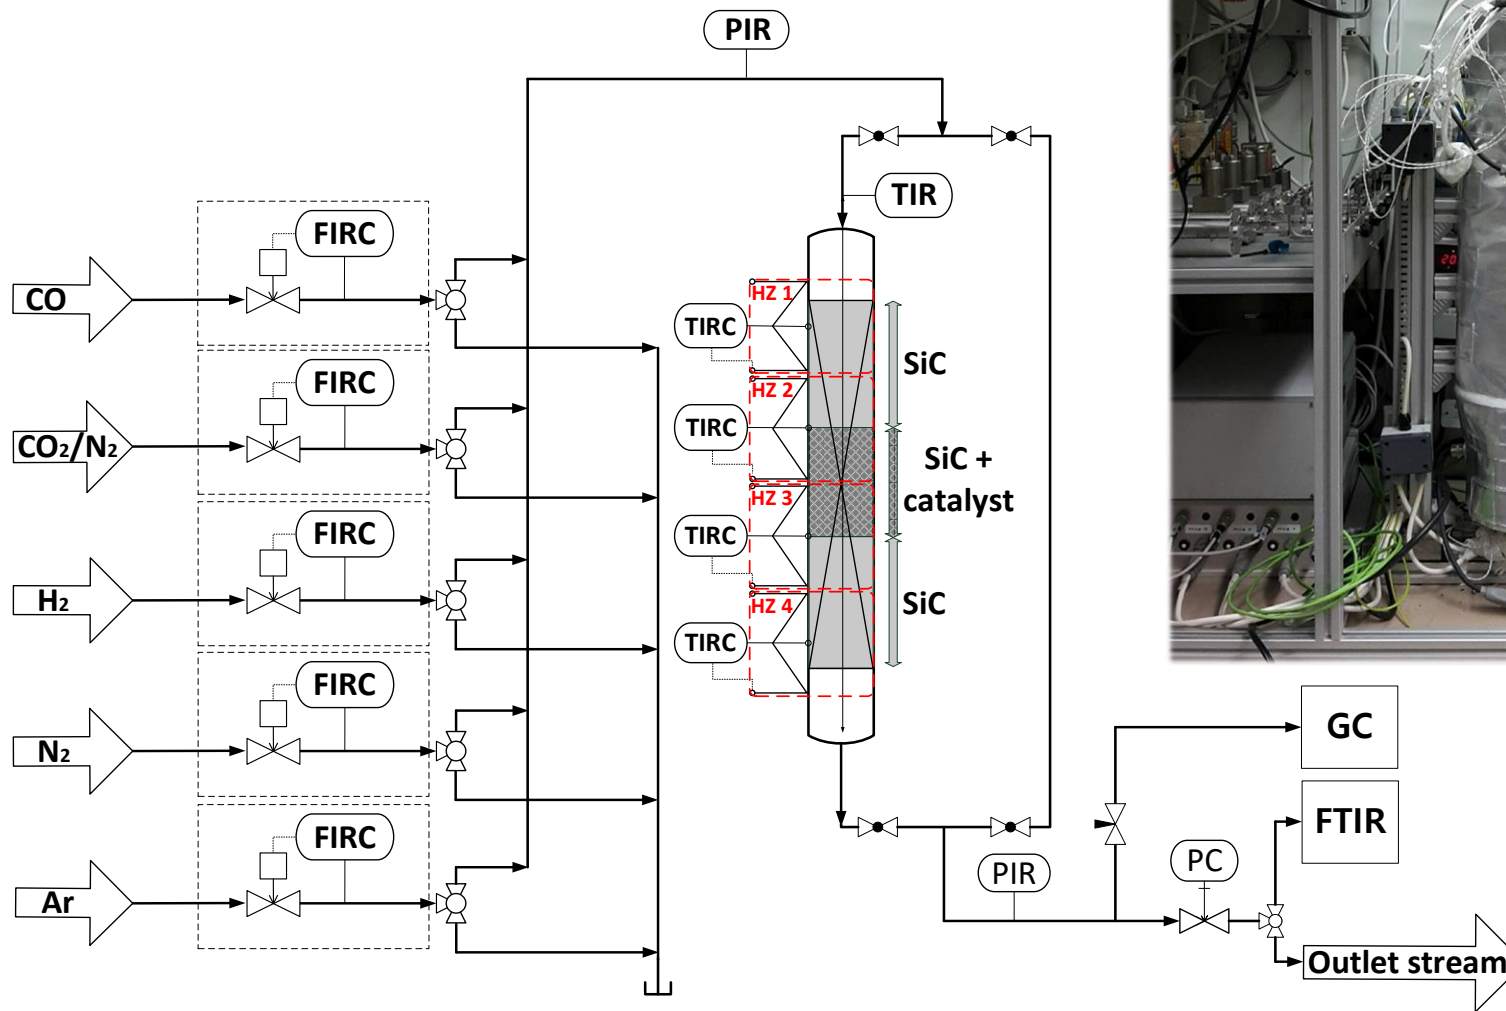 PIR
TIR
FIRC
CO
HZ 1
TIRC
SiC
FIRC
CO2/N2
HZ 2
TIRC
SiC +
catalyst
FIRC
H2
HZ 3
TIRC
SiC
HZ 4
TIRC
FIRC
N2
GC
FTIR
FIRC
Ar
PIR
PC
Outlet stream
20